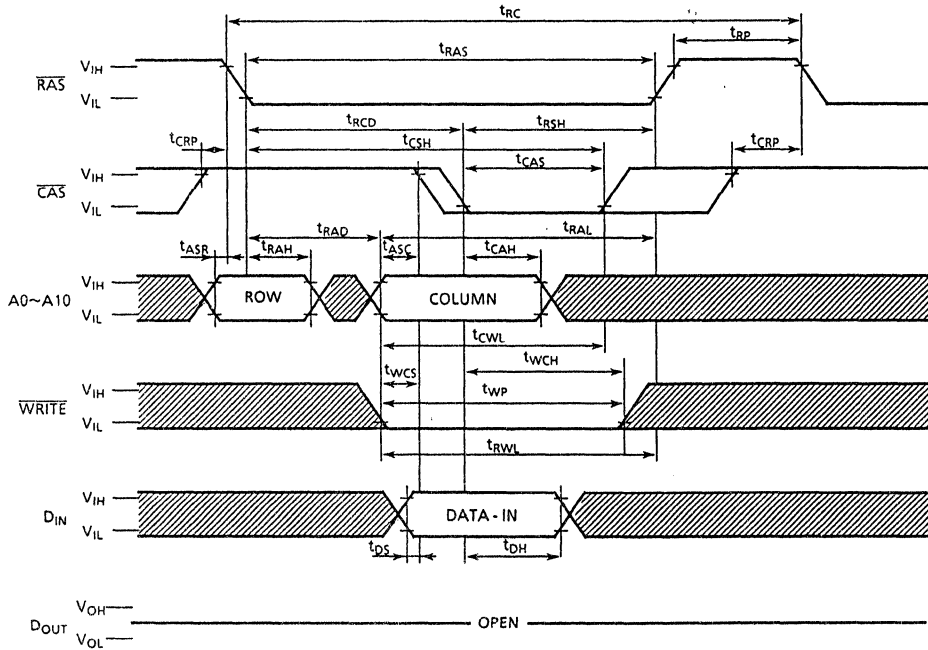 tRC
tRP
tRAS
RAS
VIH
VIL
tRCD
tRSH
tCRP
tCSH
tCRP
tCAS
CAS
VIH
VIL
tRAD
tRAL
tASR
tRAH
tASC
tCAH
A0~A10
VIH
VIL
ROW
COLUMN
tCWL
tWCH
tWCS
tWP
WRITE
VIH
VIL
tRWL
DIN
VIH
VIL
DATA-IN
tDS
tDH
DOUT
VOH
VOL
OPEN